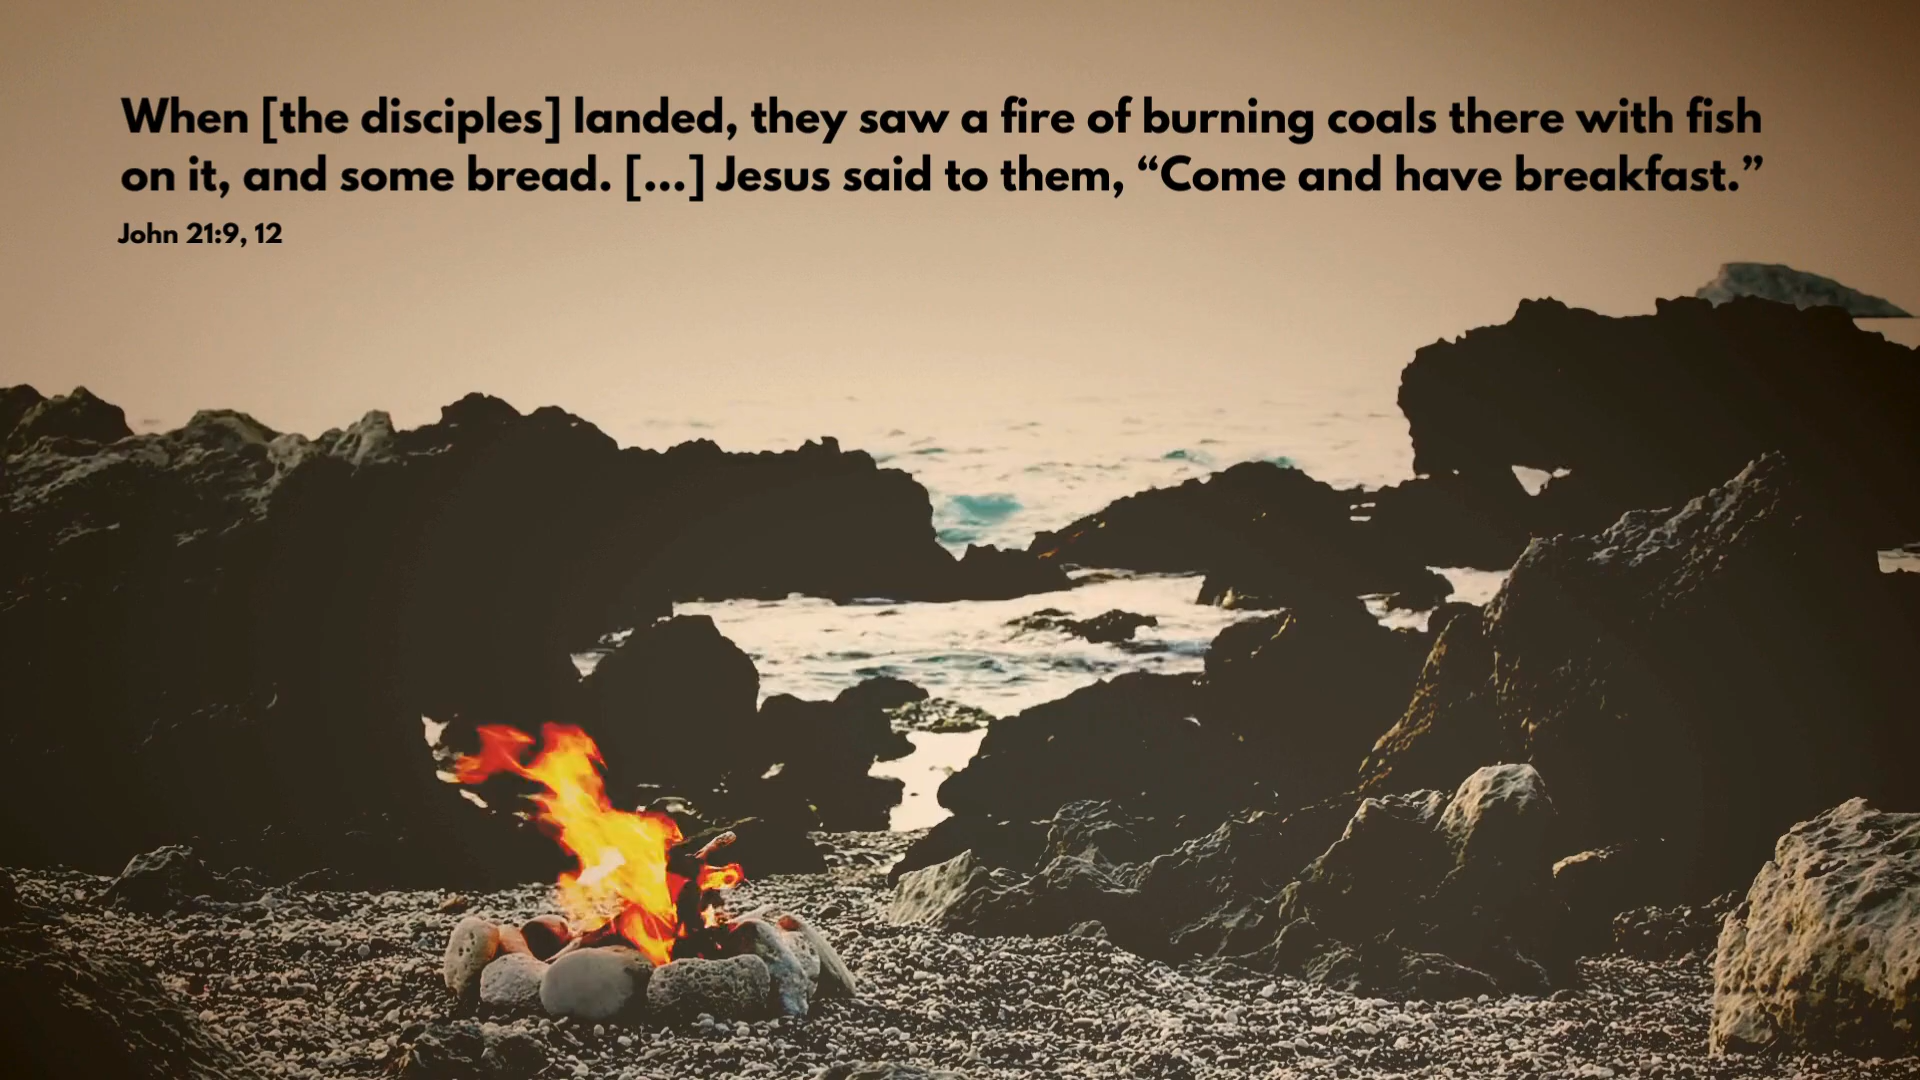 When [the disciples] landed, they saw a fire of burning coals there with fish
on it, and some bread. [...] Jesus said to them, “Come and have breakfast.”
John 21:9, 12